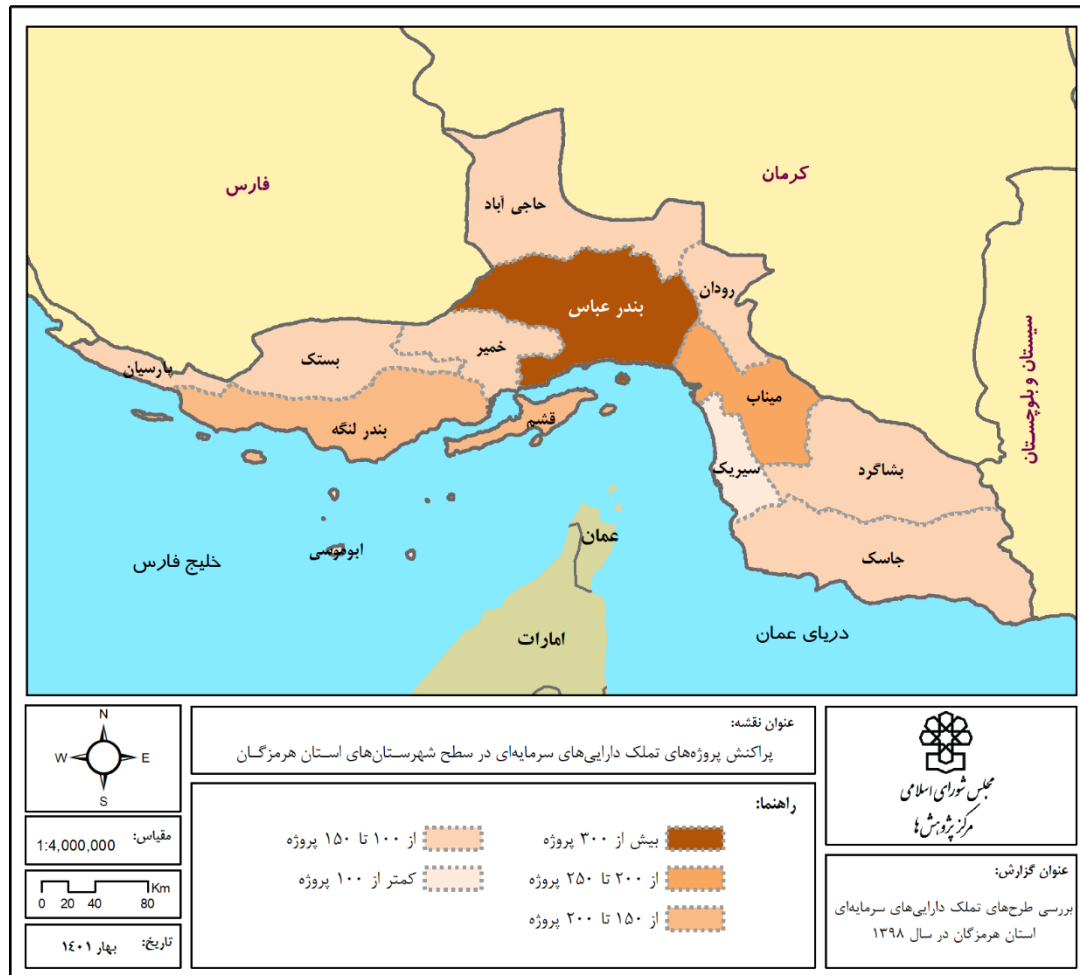 فارس
کرمان
سیستان و بلوچستان
حاجی آباد
رودان
بندر عباس
خمیر
بستک
پارسیان
میناب
قشم
بندر لنگه
بشاگرد
سیریک
جاسک
ابوموسی
خلیج فارس
عمان
امارات
دریای عمان
N
W E
S
مقیاس:
1:4,000,000
Km
0 20 40 80
تاریخ: بهار ۱٤۰۱
عنوان نقشه:
پراکنش پروژه‌های تملک دارایی‌های سرمایه‌ای در سطح شهرستان‌های استان هرمزگان
راهنما:
بیش از ۳۰۰ پروژه
از ۲۰۰ تا ۲۵۰ پروژه
از ۱۵۰ تا ۲۰۰ پروژه
از ۱۰۰ تا ۱۵۰ پروژه
کمتر از ۱۰۰ پروژه
مجلس شورای اسلامی
مرکز پژوهش‌ها
عنوان گزارش:
بررسی طرح‌های تملک دارایی‌های سرمایه‌ای
استان هرمزگان در سال ۱۳۹۸